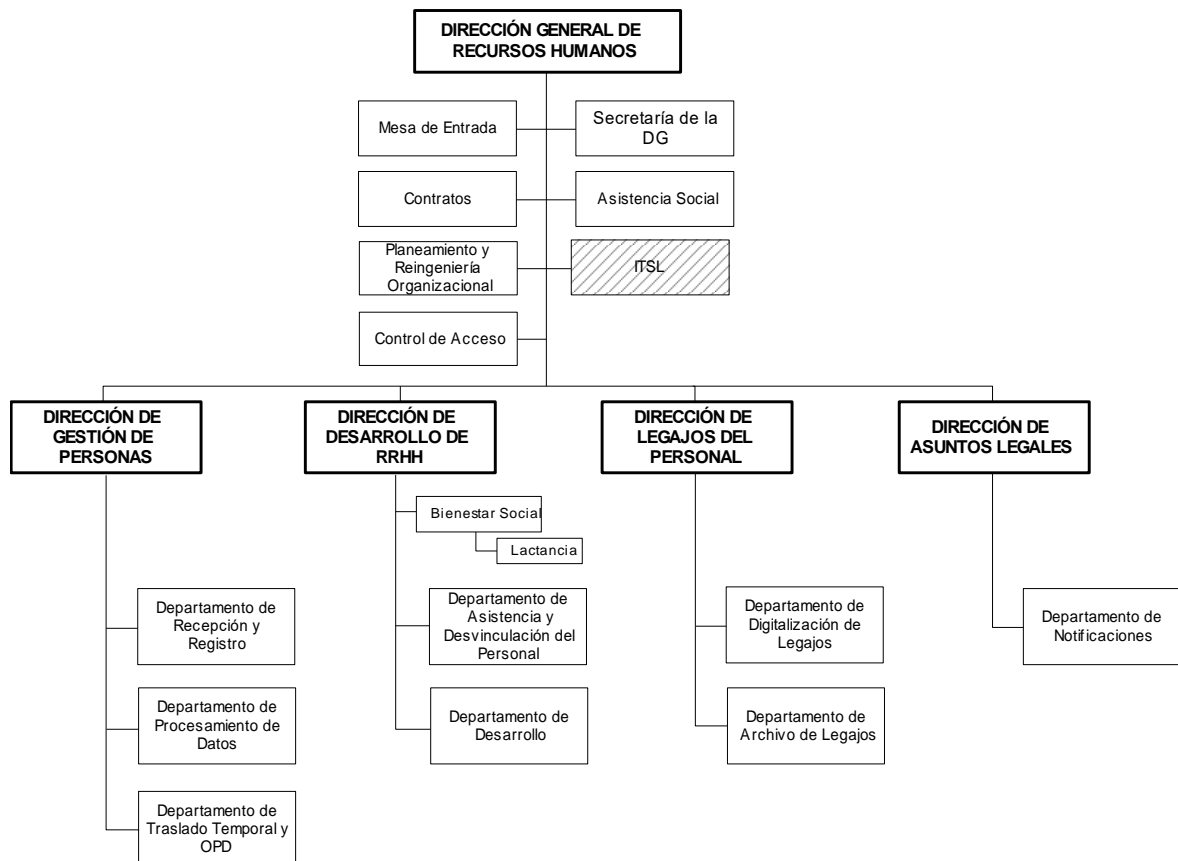 DIRECCIÓN GENERAL DE
RECURSOS HUMANOS
Mesa de Entrada
Secretaría de la
DG
Contratos
Asistencia Social
Planeamiento y
Reingeniería
Organizacional
ITSL
Control de Acceso
DIRECCIÓN DE
GESTIÓN DE
PERSONAS
DIRECCIÓN DE
DESARROLLO DE
RRHH
DIRECCIÓN DE
LEGAJOS DEL
PERSONAL
DIRECCIÓN DE
ASUNTOS LEGALES
Bienestar Social
Lactancia
Departamento de
Recepción y
Registro
Departamento de
Asistencia y
Desvinculación del
Personal
Departamento de
Digitalización de
Legajos
Departamento de
Notificaciones
Departamento de
Procesamiento de
Datos
Departamento de
Desarrollo
Departamento de
Archivo de Legajos
Departamento de
Traslado Temporal y
OPD